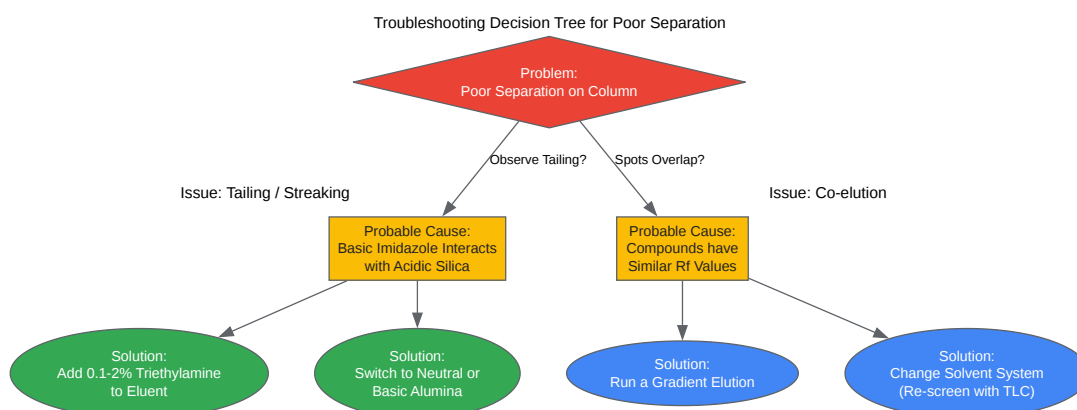 Troubleshooting Decision Tree for Poor Separation
Problem:
Poor Separation on Column
Observe Tailing?
Spots Overlap?
Issue: Tailing / Streaking
Issue: Co-elution
Probable Cause:
Basic Imidazole Interacts
with Acidic Silica
Probable Cause:
Compounds have
Similar Rf Values
Solution:
Add 0.1-2% Triethylamine
to Eluent
Solution:
Switch to Neutral or
Basic Alumina
Solution:
Run a Gradient Elution
Solution:
Change Solvent System
(Re-screen with TLC)